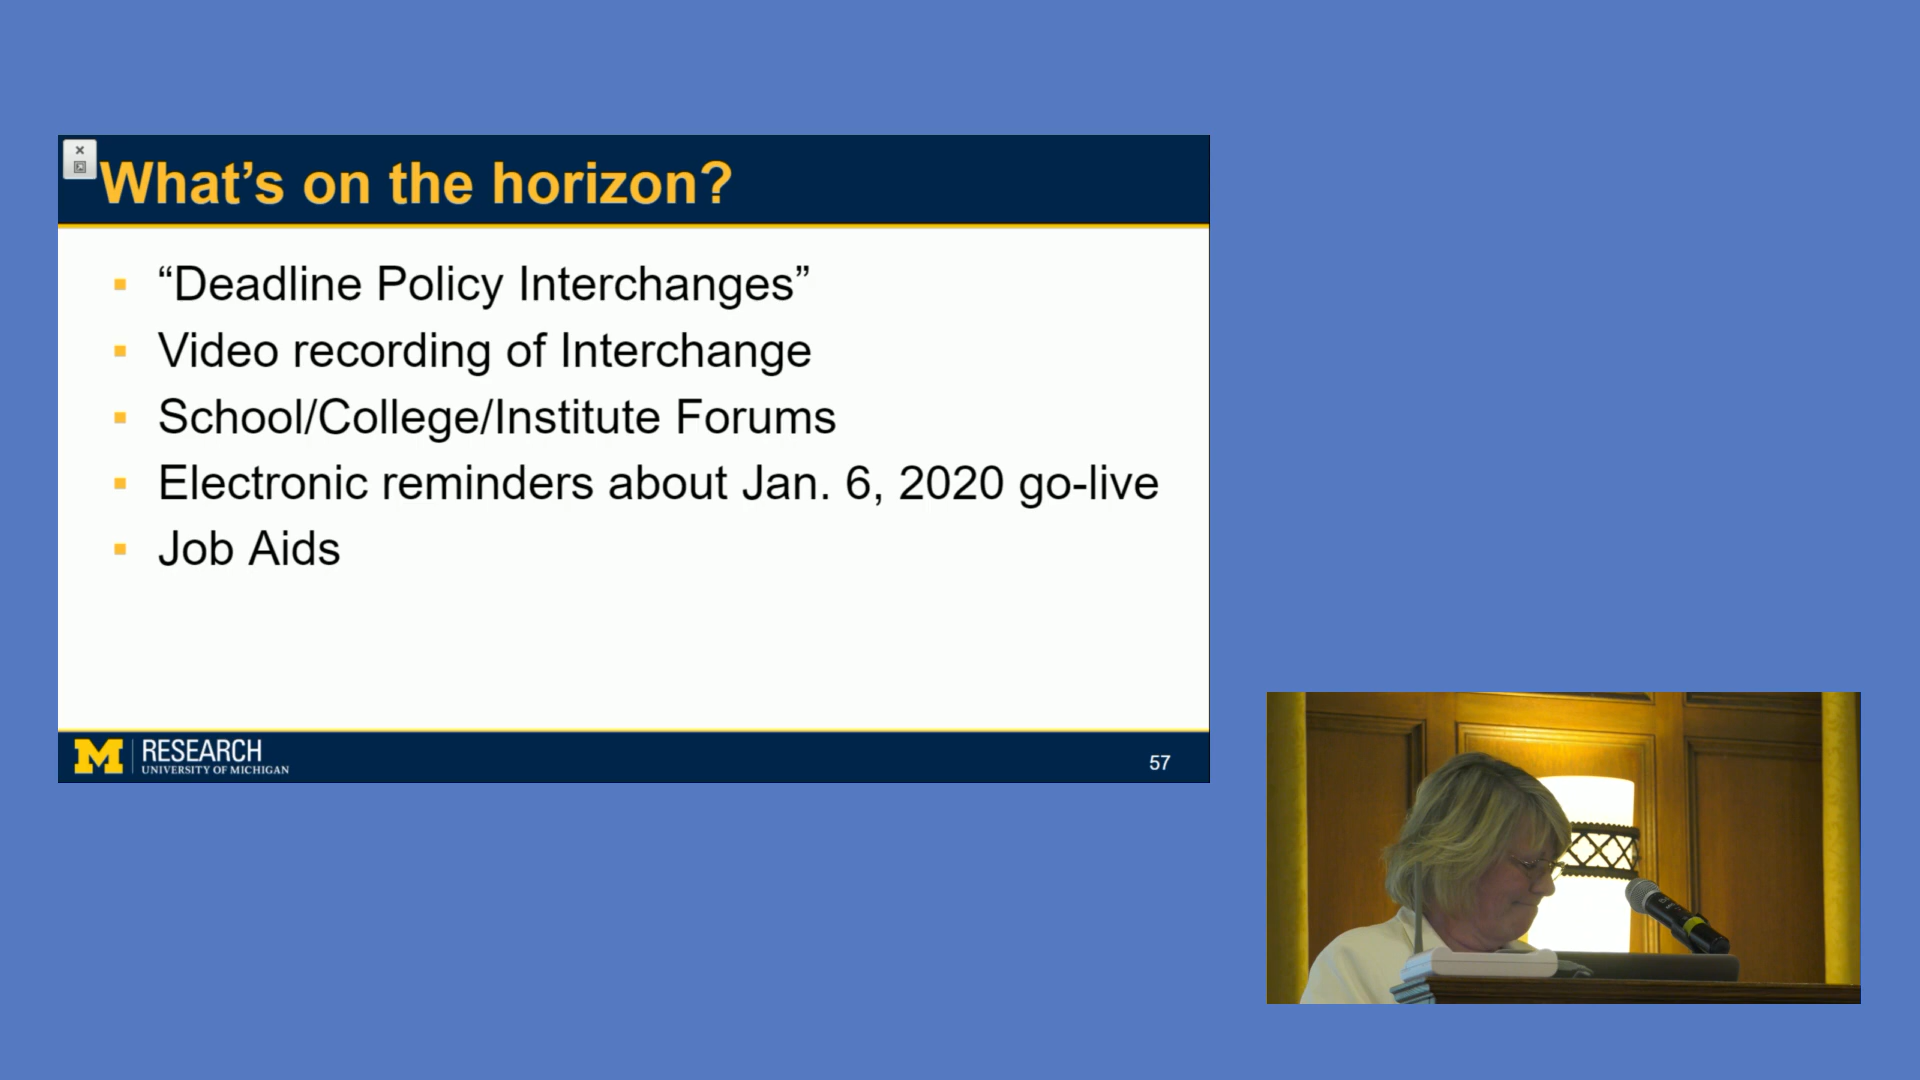 What’s on the horizon?
“Deadline Policy Interchanges”
Video recording of Interchange
School/College/Institute Forums
Electronic reminders about Jan. 6, 2020 go-live
Job Aids
M RESEARCH
UNIVERSITY OF MICHIGAN
57